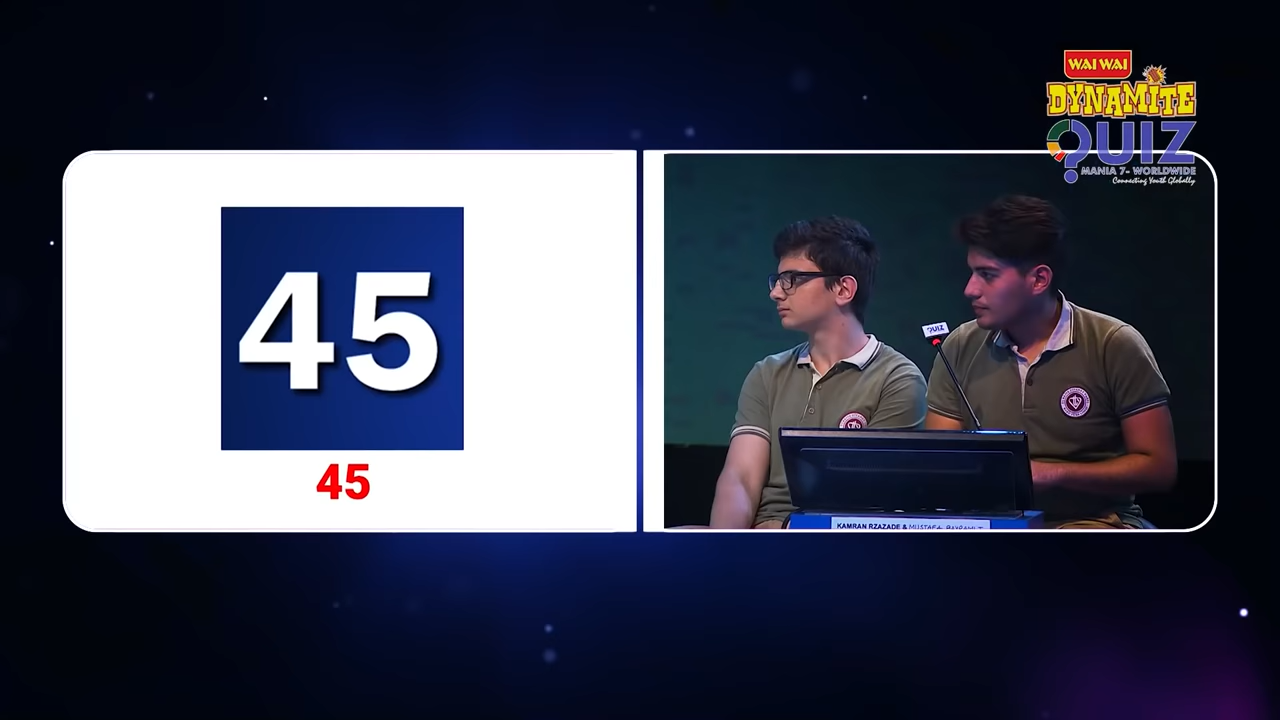 WAI WAI
DYNAMITE
QUIZ
MANIA 7- WORLDWIDE
Connecting Youth Globally
45
45
QUIZ
KAMRAN RZAZADE & MUSTAFA BAYRAMLI